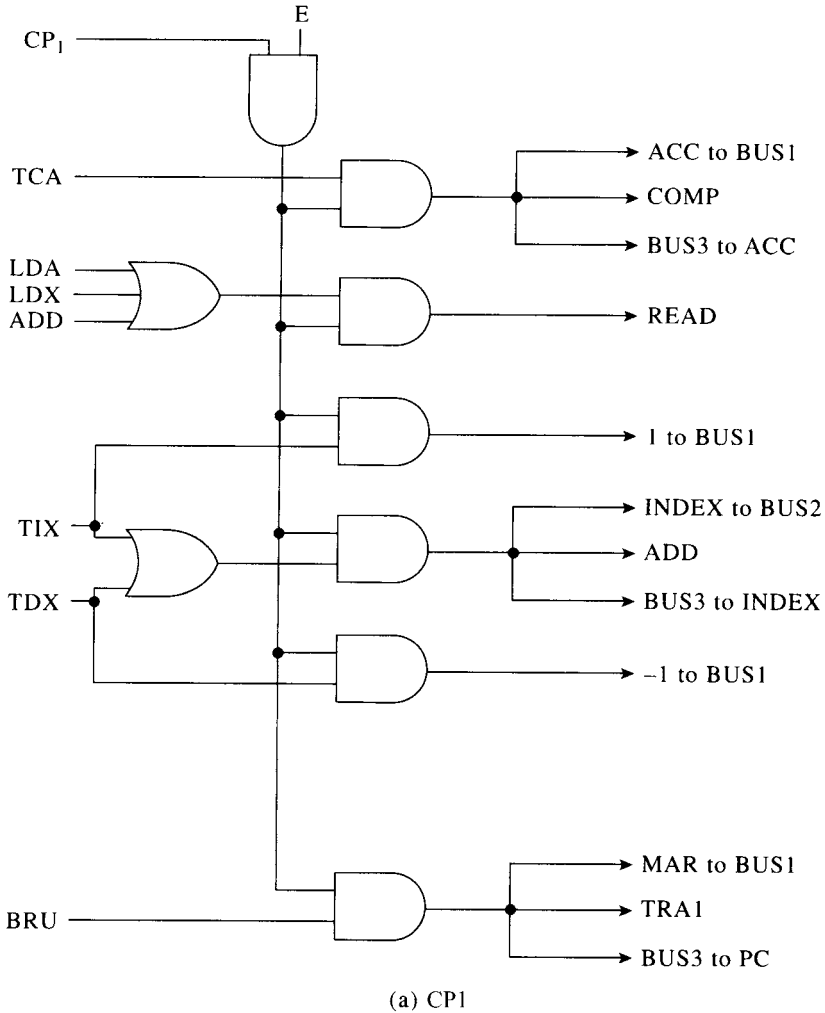 E
CP1
TCA
ACC to BUS1
COMP
BUS3 to ACC
LDA
LDX
ADD
READ
1 to BUS1
TIX
TDX
INDEX to BUS2
ADD
BUS3 to INDEX
–1 to BUS1
BRU
MAR to BUS1
TRA1
BUS3 to PC
(a) CP1